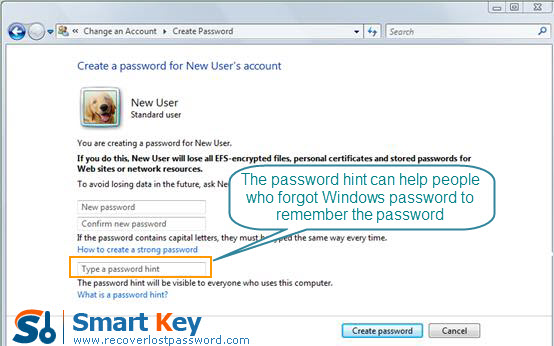 Change an Account
Create Password
Search
Create a password for New User's account
New User
Standard user
You are creating a password for New User.
If you do this, New User will lose all EFS-encrypted files, personal certificates and stored passwords for
Web sites or network resources.
To avoid losing data in the future, ask New
The password hint can help people
who forgot Windows password to
remember the password
New password
Confirm new password
If the password contains capital letters, they must be typed the same way every time.
How to create a strong password
Type a password hint
The password hint will be visible to everyone who uses this computer.
What is a password hint?
Smart Key
www.recoverlostpassword.com
Create password
Cancel